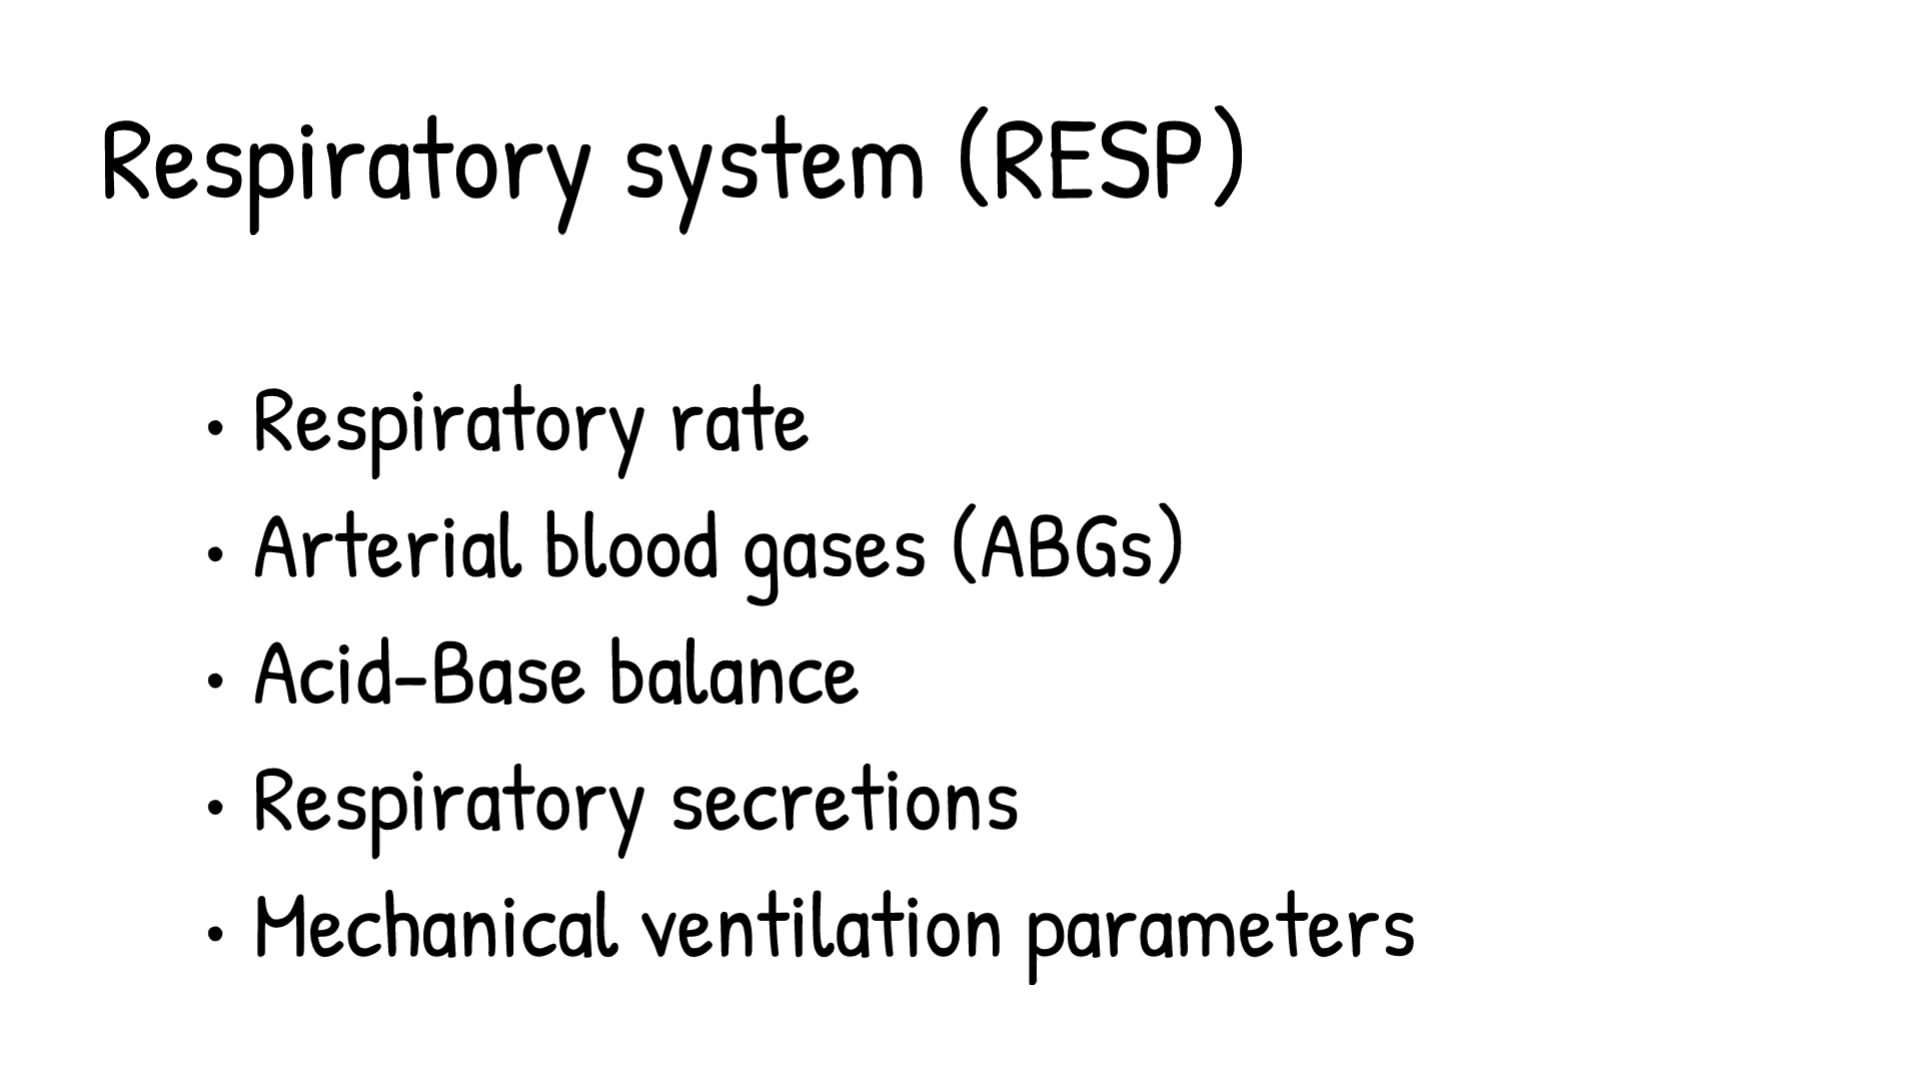 Respiratory system (RESP)
• Respiratory rate
• Arterial blood gases (ABGs)
• Acid-Base balance
• Respiratory secretions
• Mechanical ventilation parameters